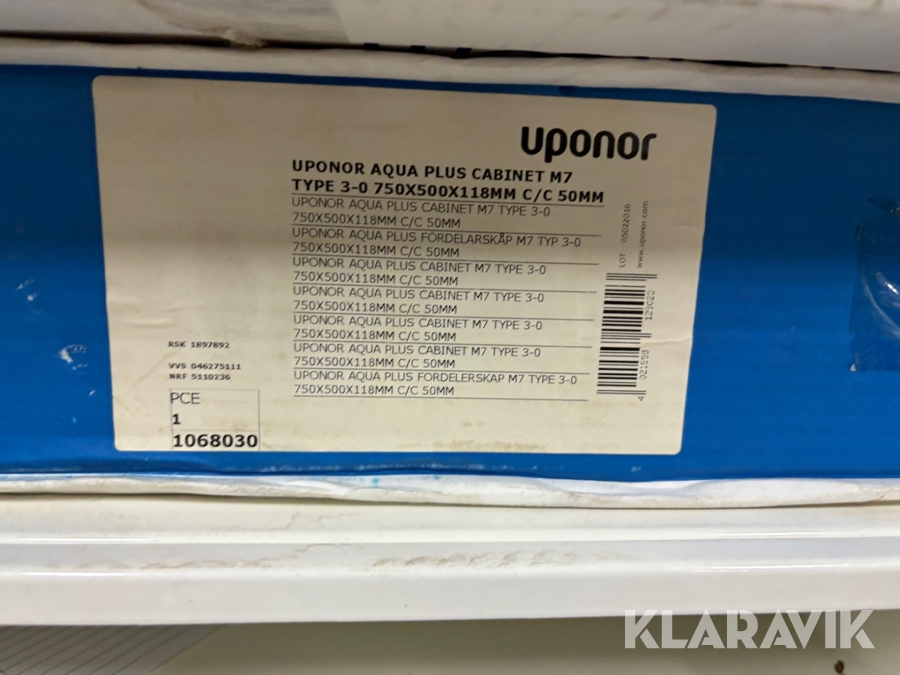 uponor
UPONOR AQUA PLUS CABINET M7
TYPE 3-0 750X500X118MM C/C 50MM
UPONOR AQUA PLUS CABINET M7 TYPE 3-0
750X500X118MM C/C 50MM
UPONOR AQUA PLUS FÖRDELARSKÅP M7 TYP 3-0
750X500X118MM C/C 50MM
UPONOR AQUA PLUS CABINET M7 TYPE 3-0
750X500X118MM C/C 50MM
UPONOR AQUA PLUS CABINET M7 TYPE 3-0
750X500X118MM C/C 50MM
UPONOR AQUA PLUS CABINET M7 TYPE 3-0
750X500X118MM C/C 50MM
UPONOR AQUA PLUS CABINET M7 TYPE 3-0
750X500X118MM C/C 50MM
UPONOR AQUA PLUS FORDELERSKAP M7 TYPE 3-0
750X500X118MM C/C 50MM
LOT: 03022016
www.uponor.com
RSK 1897892
VVS 046275111
NRF 5110236
PCE
1
1068030
KLARAVIK